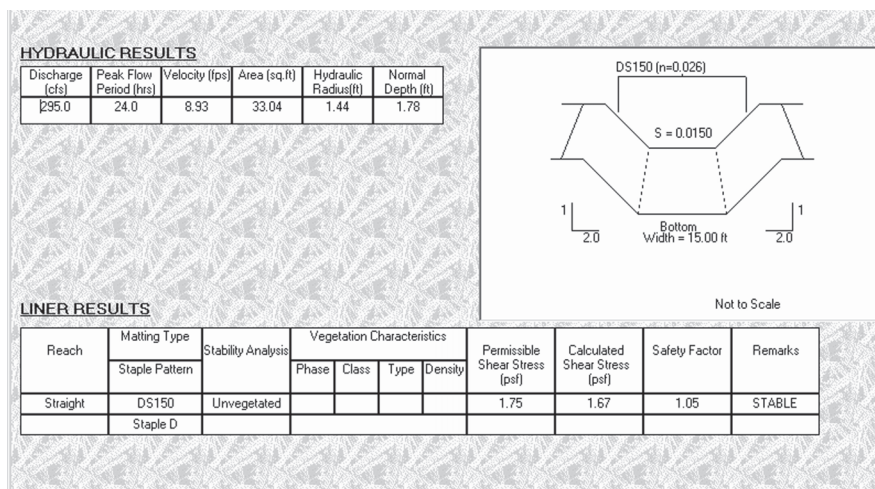 HYDRAULIC RESULTS
Discharge (cfs) Peak Flow Period (hrs) Velocity (fps) Area (sq.ft) Hydraulic Radius(ft) Normal Depth (ft)
295.0 24.0 8.93 33.04 1.44 1.78
DS150 (n=0.026)
S = 0.0150
1
2.0
Bottom
Width = 15.00 ft
1
2.0
Not to Scale
LINER RESULTS
Reach Matting Type Stability Analysis Vegetation Characteristics Permissible Shear Stress (psf) Calculated Shear Stress (psf) Safety Factor Remarks
Staple Pattern Phase Class Type Density
Straight DS150 Unvegetated 1.75 1.67 1.05 STABLE
Staple D